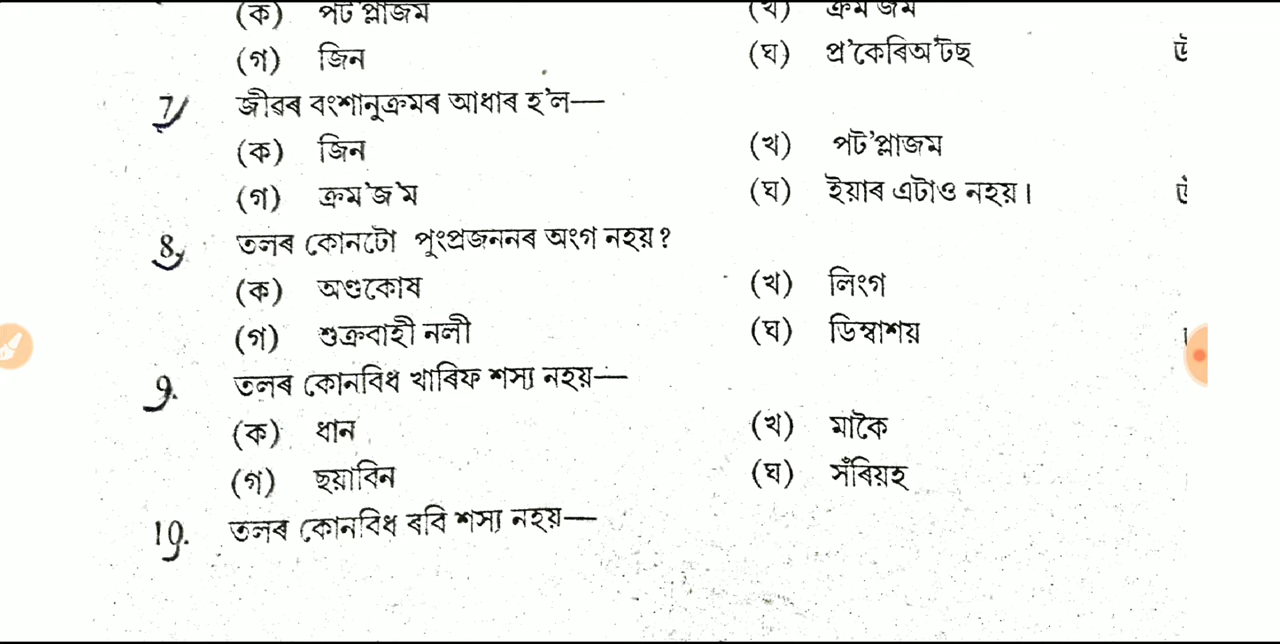 (ক) পট প্লাজম (খ) ক্ৰম জম
(গ) জিন (ঘ) প্ৰ'কেৰিঅ'টছ
7/ জীৱৰ বংশানুক্ৰমৰ আধাৰ হ'ল—
(ক) জিন (খ) পট'প্লাজম
(গ) ক্ৰম'জ'ম (ঘ) ইয়াৰ এটাও নহয়।
8, তলৰ কোনটো পুংপ্ৰজননৰ অংগ নহয়?
(ক) অণ্ডকোষ (খ) লিংগ
(গ) শুক্ৰবাহী নলী (ঘ) ডিম্বাশয়
9. তলৰ কোনবিধ খাৰিফ শস্য নহয়—
(ক) ধান (খ) মাকৈ
(গ) ছয়াবিন (ঘ) সঁৰিয়হ
10. তলৰ কোনবিধ ৰবি শস্য নহয়—